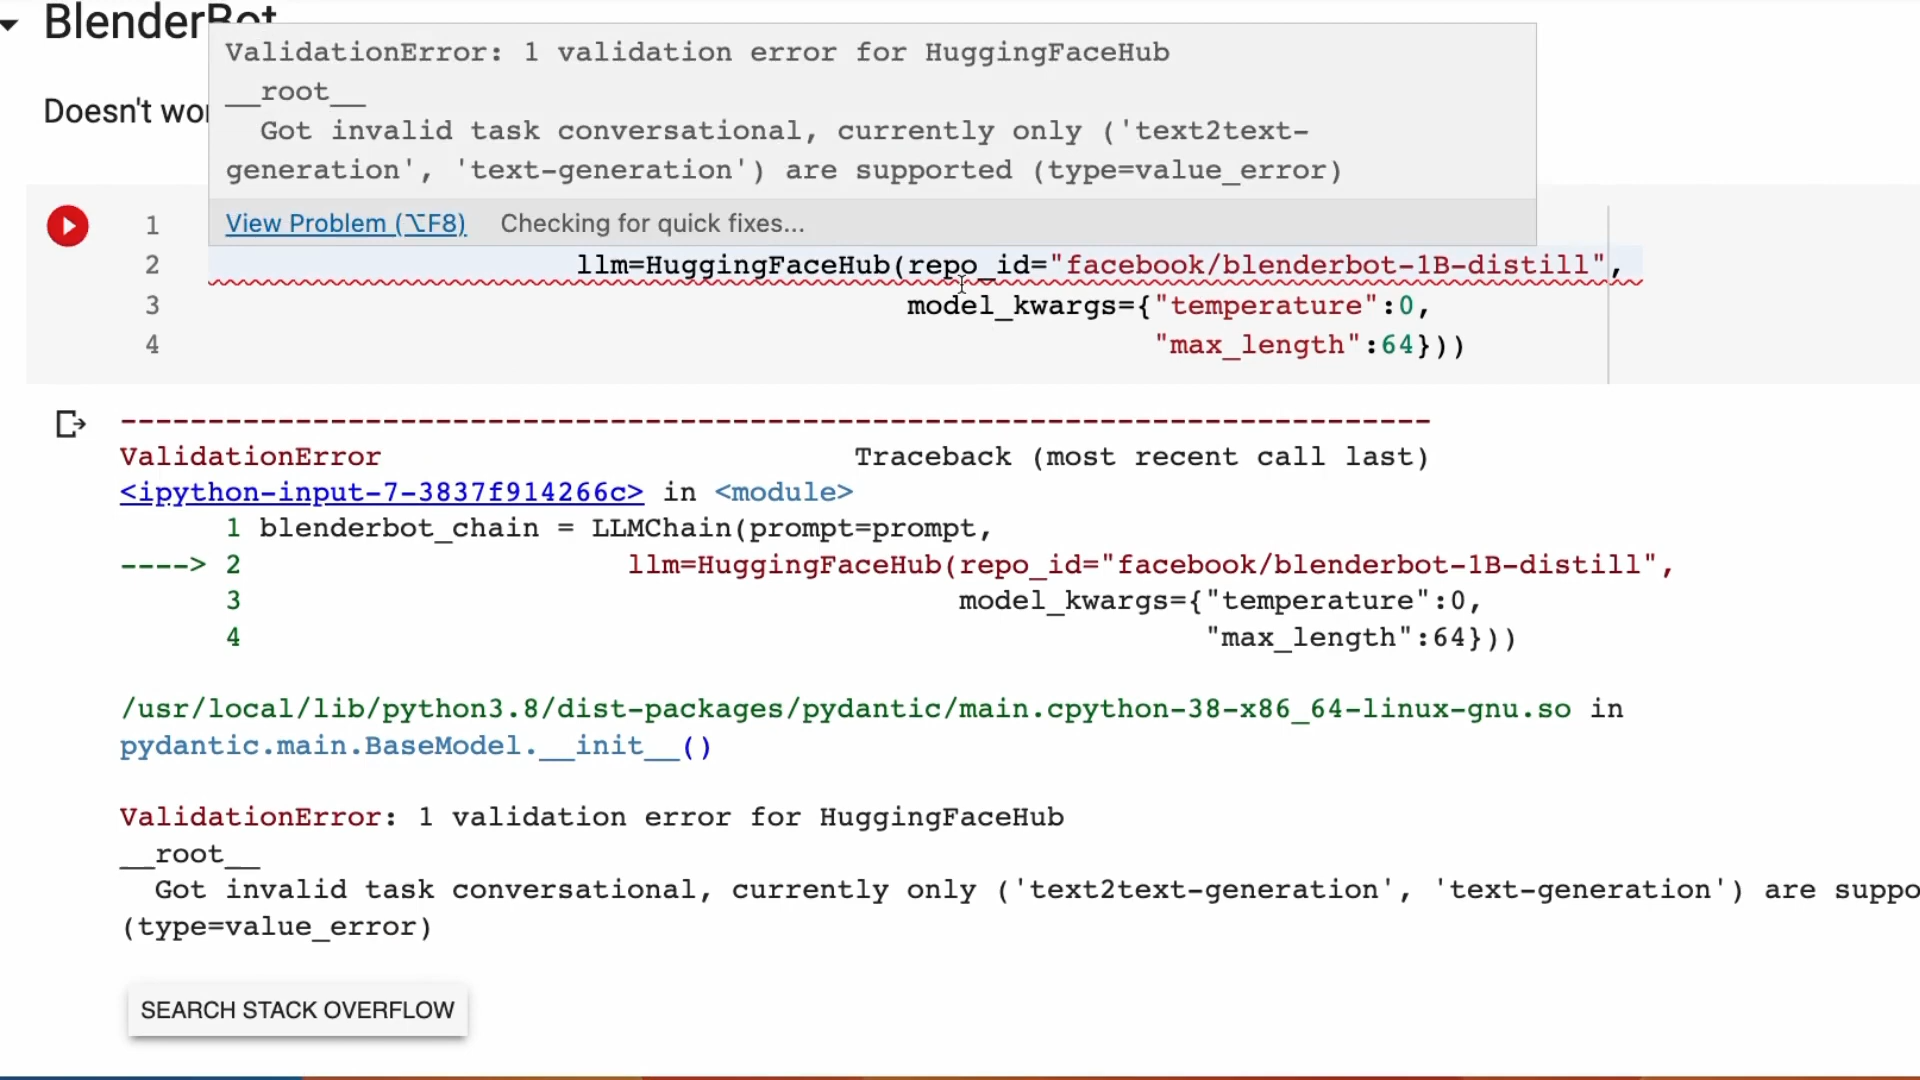 BlenderBot
ValidationError: 1 validation error for HuggingFaceHub
__root__
Got invalid task conversational, currently only ('text2text-
generation', 'text-generation') are supported (type=value_error)
Doesn't
View Problem (⌥F8) Checking for quick fixes...
1
2 llm=HuggingFaceHub(repo_id="facebook/blenderbot-1B-distill",
3 model_kwargs={"temperature":0,
4 "max_length":64}))
--------------------------------------------------------------------------- 
ValidationError Traceback (most recent call last)
<ipython-input-7-3837f914266c> in <module>
1 blenderbot_chain = LLMChain(prompt=prompt,
----> 2 llm=HuggingFaceHub(repo_id="facebook/blenderbot-1B-distill",
3 model_kwargs={"temperature":0,
4 "max_length":64}))
/usr/local/lib/python3.8/dist-packages/pydantic/main.cpython-38-x86_64-linux-gnu.so in
pydantic.main.BaseModel.__init__()
ValidationError: 1 validation error for HuggingFaceHub
__root__
Got invalid task conversational, currently only ('text2text-generation', 'text-generation') are suppo
(type=value_error)
SEARCH STACK OVERFLOW